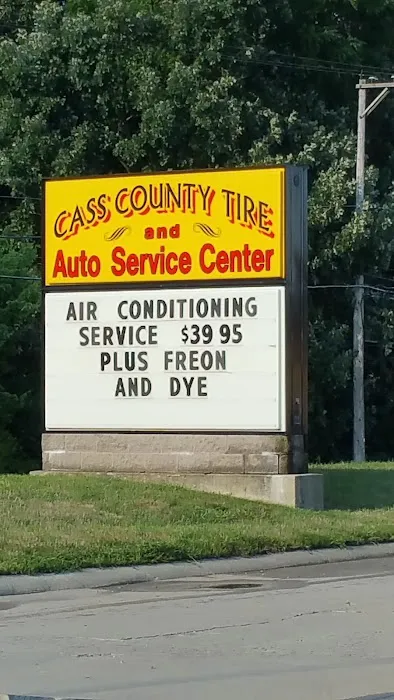 CASS COUNTY TIRE
and
Auto Service Center
AIR CONDITIONING
SERVICE $39 95
PLUS FREON
AND DYE